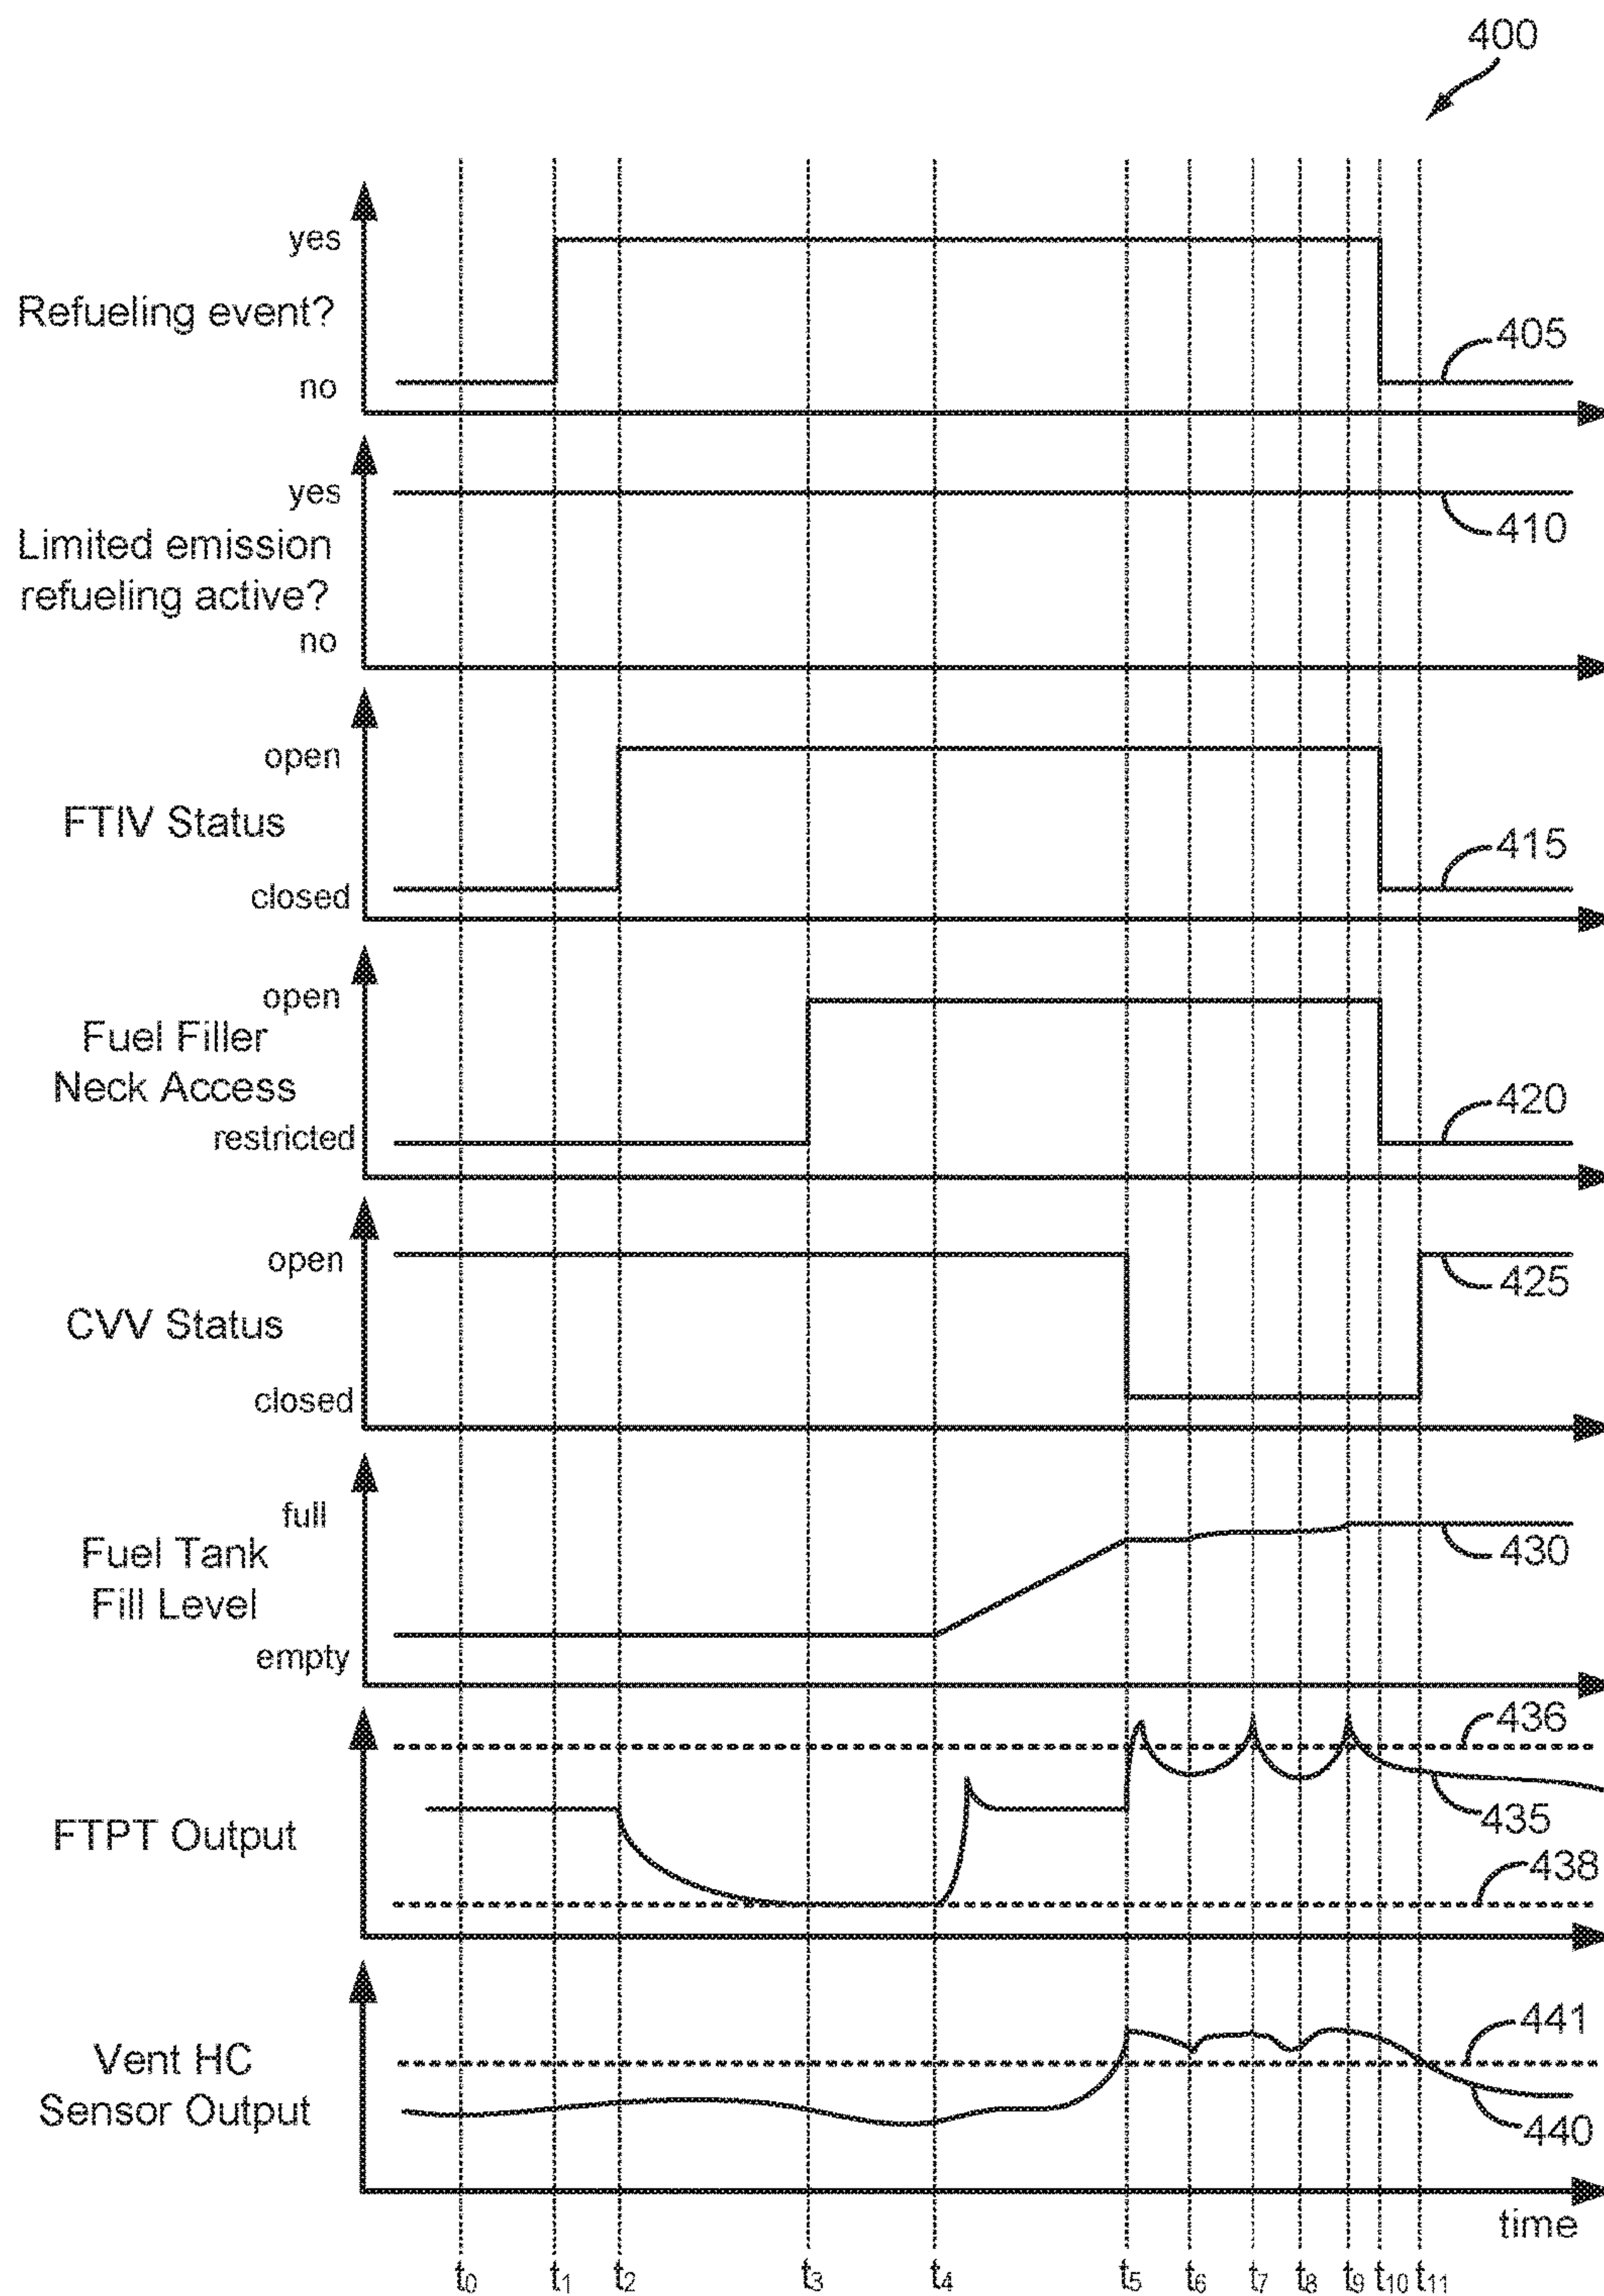 400
yes
Refueling event?
405
no
yes
410
Limited emission
refueling active?
no
open
FTIV Status
415
closed
open
Fuel Filler
Neck Access
420
restricted
open
425
CVV Status
closed
full
Fuel Tank
430
Fill Level
empty
436
FTPT Output
435
438
441
Vent HC
Sensor Output
440
time
t0 t1 t2 t3 t4 t5 t6 t7 t8 t9 t10 t11